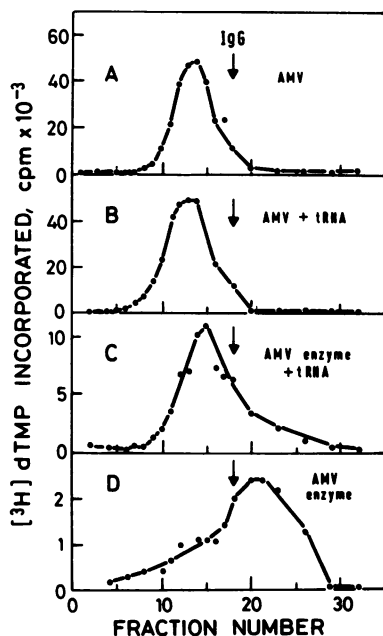 IgG
60
40
20
0
A
AMV
40
20
0
B
AMV + tRNA
10
5
0
C
AMV enzyme
+ tRNA
2
1
0
D
AMV
enzyme
0 10 20 30
FRACTION NUMBER
[³H] dTMP INCORPORATED, cpm x 10⁻³